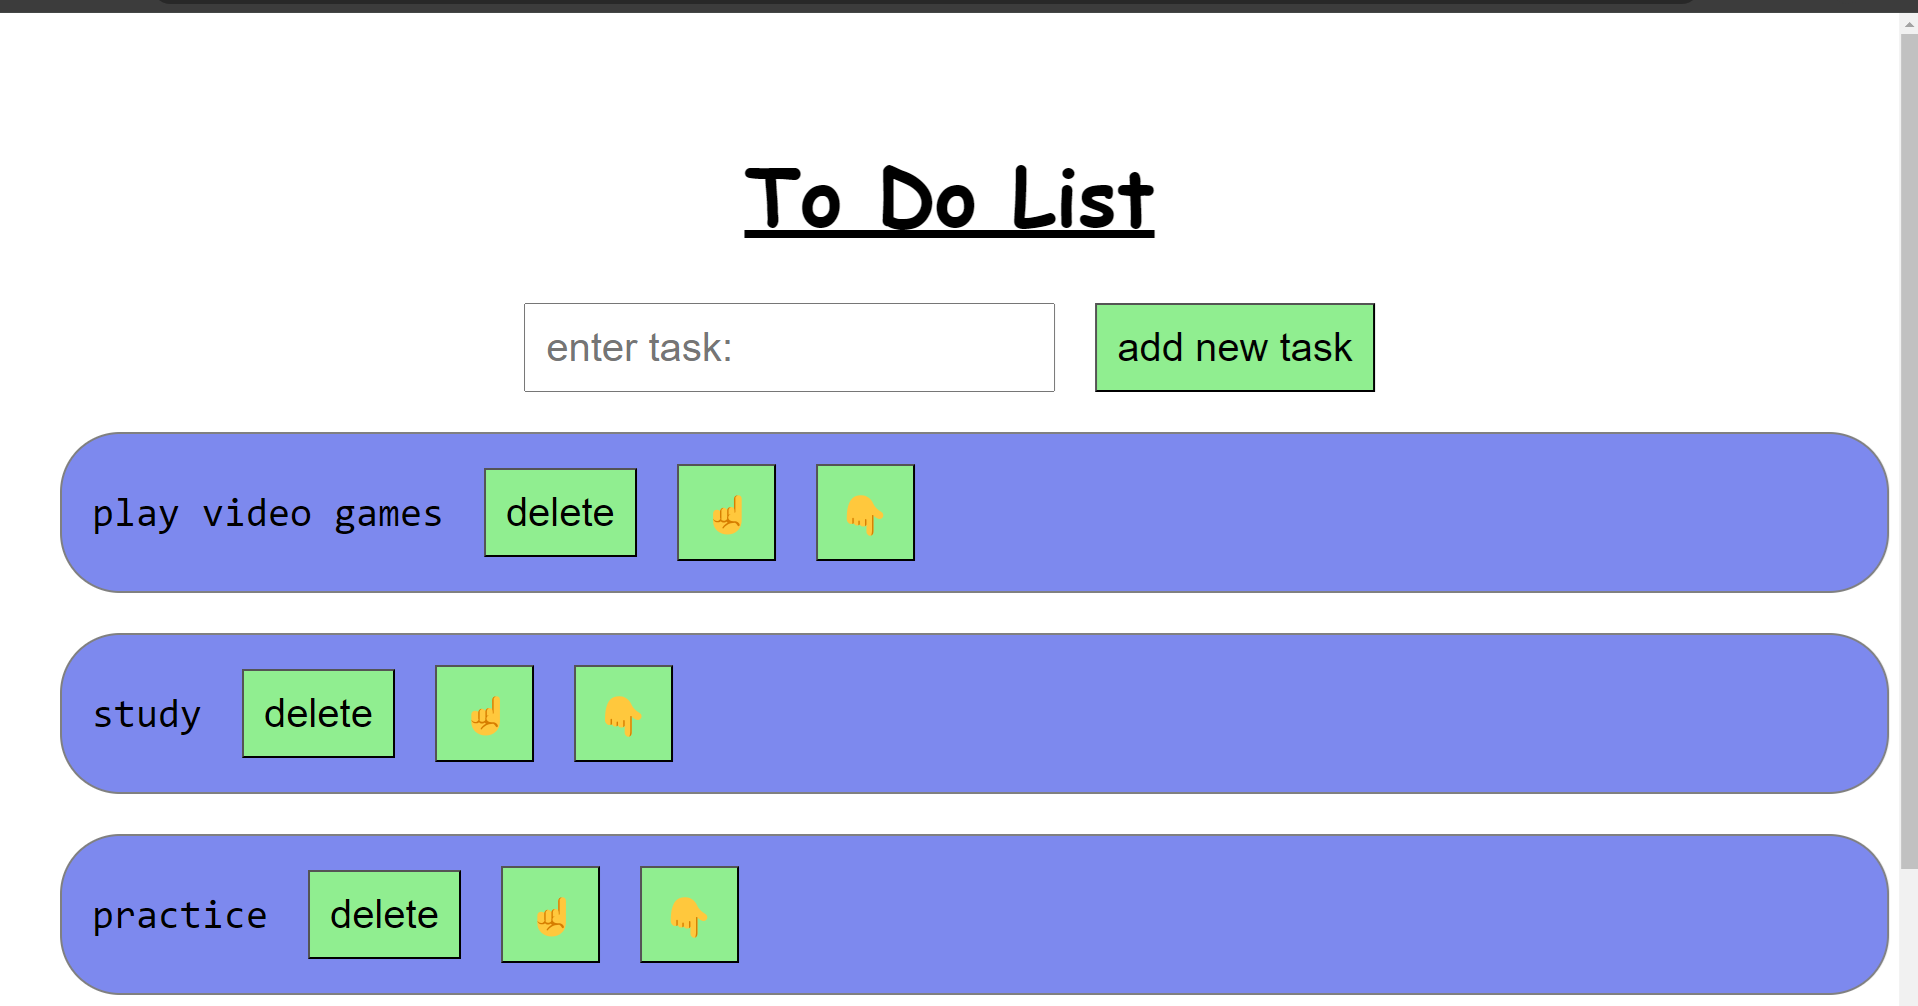 To Do List
enter task: add new task
play video games delete ☝ 👇
study delete ☝ 👇
practice delete ☝ 👇